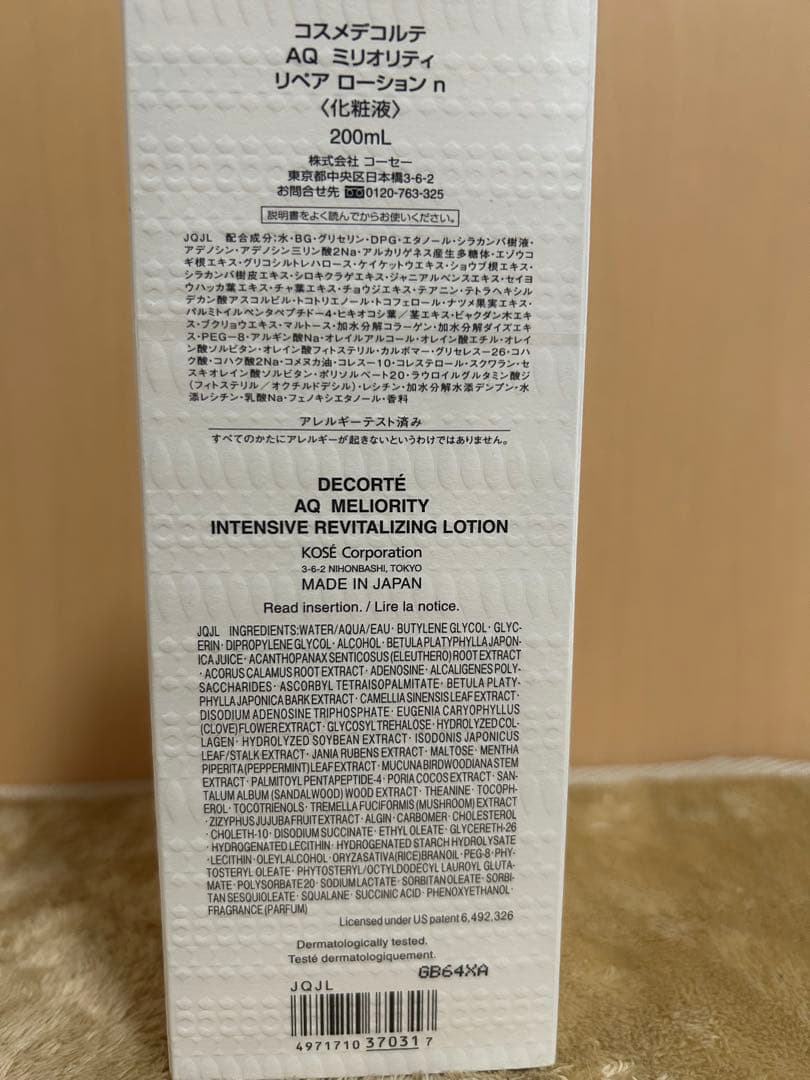 コスメデコルテ
AQ ミリオリティ
リペア ローション n
〈化粧液〉
200mL
株式会社 コーセー
東京都中央区日本橋3-6-2
お問合せ先 0120-763-325
説明書をよく読んでからお使いください。
JQJL 配合成分:水・BG・グリセリン・DPG・エタノール・シラカンバ樹液・
アデノシン・アデノシン三リン酸2Na・アルカリゲネス産生多糖体・エゾウコ
ギ根エキス・グリコシルトレハロース・ケイケットウエキス・ショウブ根エキス・
シラカンバ樹皮エキス・シロキクラゲエキス・ジャニアルベンスエキス・セイヨ
ウハッカ葉エキス・チャ葉エキス・チョウジエキス・テアニン・テトラヘキシル
デカン酸アスコルビル・トコトリエノール・トコフェロール・ナツメ果実エキス・
パルミトイルペンタペプチド-4・ヒキオコシ葉/茎エキス・ビャクダン木エキ
ス・ブクリョウエキス・マルトース・加水分解コラーゲン・加水分解ダイズエキ
ス・PEG-8・アルギン酸Na・オレイルアルコール・オレイン酸エチル・オレイ
ン酸ソルビタン・オレイン酸フィトステリル・カルボマー・グリセレス-26・コハ
ク酸・コハク酸2Na・コメヌカ油・コレス-10・コレステロール・スクワラン・セ
スキオレイン酸ソルビタン・ポリソルベート20・ラウロイルグルタミン酸ジ
(フィトステリル/オクチルドデシル)・レシチン・加水分解水添デンプン・水
添レシチン・乳酸Na・フェノキシエタノール・香料
アレルギーテスト済み
すべてのかたにアレルギーが起きないというわけではありません。
DECORTÉ
AQ MELIORITY
INTENSIVE REVITALIZING LOTION
KOSÉ Corporation
3-6-2 NIHONBASHI, TOKYO
MADE IN JAPAN
Read insertion. / Lire la notice.
JQJL INGREDIENTS:WATER/AQUA/EAU· BUTYLENE GLYCOL· GLYC-
ERIN· DIPROPYLENE GLYCOL· ALCOHOL· BETULA PLATYPHYLLA JAPON-
ICA JUICE· ACANTHOPANAX SENTICOSUS (ELEUTHERO) ROOT EXTRACT
· ACORUS CALAMUS ROOT EXTRACT· ADENOSINE· ALCALIGENES POLY-
SACCHARIDES· ASCORBYL TETRAISOPALMITATE· BETULA PLATY-
PHYLLA JAPONICA BARK EXTRACT· CAMELLIA SINENSIS LEAF EXTRACT·
DISODIUM ADENOSINE TRIPHOSPHATE· EUGENIA CARYOPHYLLUS
(CLOVE) FLOWER EXTRACT· GLYCOSYL TREHALOSE· HYDROLYZED COL-
LAGEN· HYDROLYZED SOYBEAN EXTRACT· ISODONIS JAPONICUS
LEAF/STALK EXTRACT· JANIA RUBENS EXTRACT· MALTOSE· MENTHA
PIPERITA (PEPPERMINT) LEAF EXTRACT· MUCUNA BIRDWOODIANA STEM
EXTRACT· PALMITOYL PENTAPEPTIDE-4· PORIA COCOS EXTRACT· SAN-
TALUM ALBUM (SANDALWOOD) WOOD EXTRACT· THEANINE· TOCOPH-
EROL· TOCOTRIENOLS· TREMELLA FUCIFORMIS (MUSHROOM) EXTRACT
· ZIZYPHUS JUJUBA FRUIT EXTRACT· ALGIN· CARBOMER· CHOLESTEROL
· CHOLETH-10· DISODIUM SUCCINATE· ETHYL OLEATE· GLYCERETH-26
· HYDROGENATED LECITHIN· HYDROGENATED STARCH HYDROLYSATE
· LECITHIN· OLEYL ALCOHOL· ORYZA SATIVA (RICE) BRAN OIL· PEG-8· PHY-
TOSTERYL OLEATE· PHYTOSTERYL/OCTYLDODECYL LAUROYL GLUTA-
MATE· POLYSORBATE 20· SODIUM LACTATE· SORBITAN OLEATE· SORBI-
TAN SESQUIOLEATE· SQUALANE· SUCCINIC ACID· PHENOXYETHANOL·
FRAGRANCE (PARFUM)
Licensed under US patent 6,492,326
Dermatologically tested.
Testé dermatologiquement.
GB64XA
JQJL
4971710370317